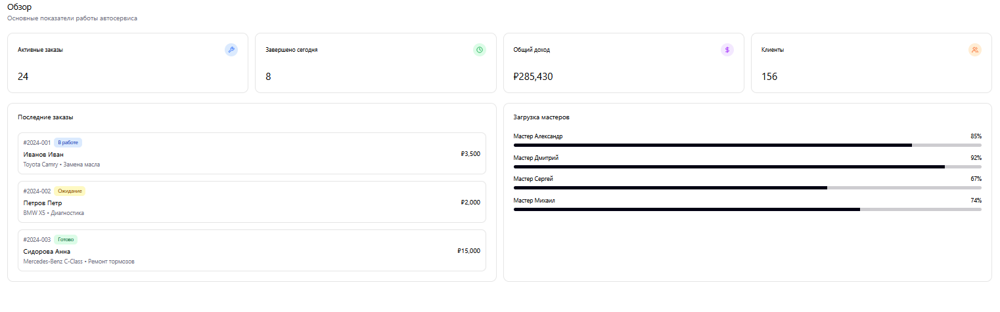 Обзор
Основные показатели работы автосервиса
Активные заказы
24
Завершено сегодня
8
Общий доход
$
₽285,430
Клиенты
156
Последние заказы
#2024-001 В работе
Иванов Иван
₽3,500
Toyota Camry • Замена масла
#2024-002 Ожидание
Петров Петр
₽2,000
BMW X5 • Диагностика
#2024-003 Готово
Сидорова Анна
₽15,000
Mercedes-Benz C-Class • Ремонт тормозов
Загрузка мастеров
Мастер Александр 85%
Мастер Дмитрий 92%
Мастер Сергей 67%
Мастер Михаил 74%